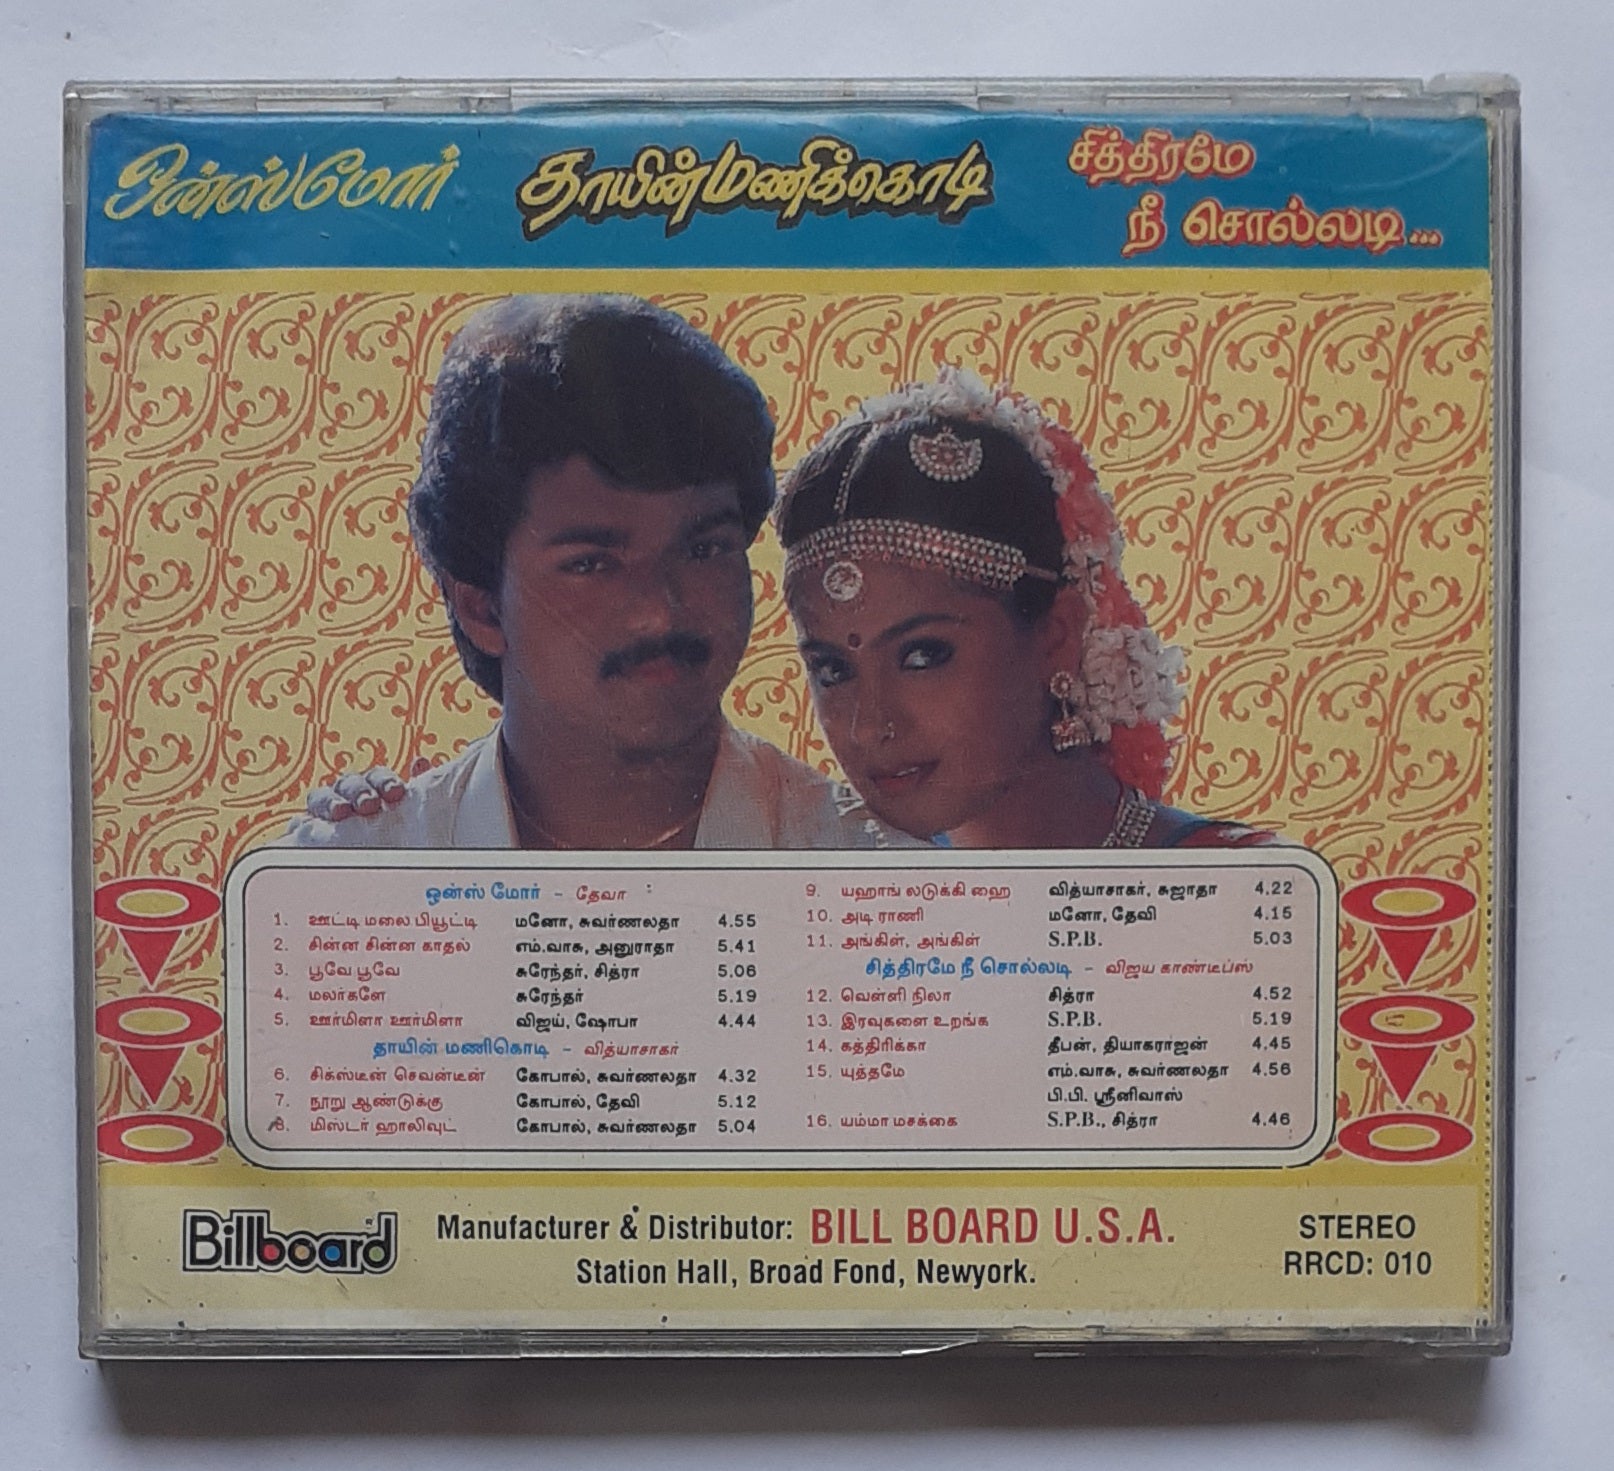 ஒன்ஸ்மோர்
தாயின்மணிக்கொடி
சித்திரமே
நீ சொல்லடி...
ஒன்ஸ் மோர் - தேவா
1. ஊட்டி மலை பியூட்டி மனோ, சுவர்ணலதா 4.55
2. சின்ன சின்ன காதல் எம்.வாசு, அனுராதா 5.41
3. பூவே பூவே சுரேந்தர், சித்ரா 5.06
4. மலர்களே சுரேந்தர் 5.19
5. ஊர்மிளா ஊர்மிளா விஜய், ஷோபா 4.44
தாயின் மணிகொடி - வித்யாசாகர்
6. சிக்ஸ்டீன் செவன்டீன் கோபால், சுவர்ணலதா 4.32
7. நூறு ஆண்டுக்கு கோபால், தேவி 5.12
8. மிஸ்டர் ஹாலிவுட் கோபால், சுவர்ணலதா 5.04
9. யஹாங் லடுக்கி ஹை வித்யாசாகர், சுஜாதா 4.22
10. அடி ராணி மனோ, தேவி 4.15
11. அங்கிள், அங்கிள் S.P.B. 5.03
சித்திரமே நீ சொல்லடி - விஜய காண்டீப்ஸ்
12. வெள்ளி நிலா சித்ரா 4.52
13. இரவுகளை உறங்க S.P.B. 5.19
14. கத்திரிக்கா தீபன், தியாகராஜன் 4.45
15. யுத்தமே எம்.வாசு, சுவர்ணலதா 4.56
பி.பி. ஸ்ரீனிவாஸ்
16. யம்மா மசக்கை S.P.B., சித்ரா 4.46
Billboard ®
Manufacturer & Distributor: BILL BOARD U.S.A.
Station Hall, Broad Fond, Newyork.
STEREO
RRCD: 010